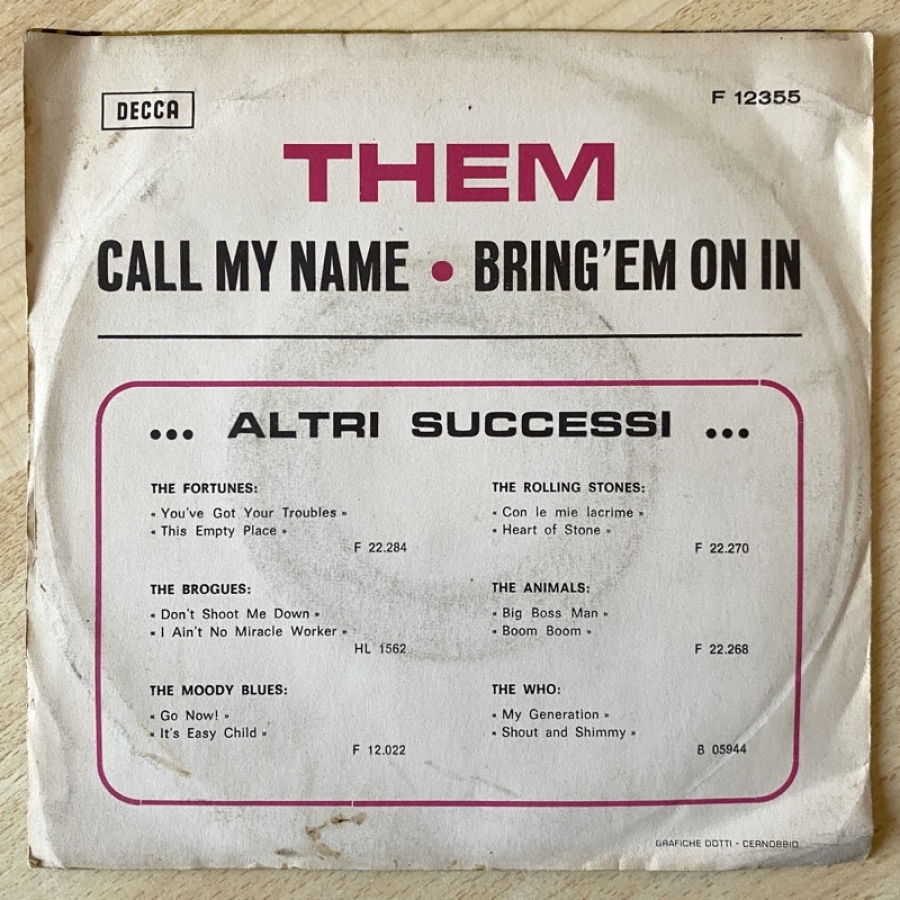 DECCA
F 12355
THEM
CALL MY NAME • BRING'EM ON IN
... ALTRI SUCCESSI ...
THE FORTUNES:
« You've Got Your Troubles »
« This Empty Place »
F 22.284
THE BROGUES:
« Don't Shoot Me Down »
« I Ain't No Miracle Worker »
HL 1562
THE MOODY BLUES:
« Go Now! »
« It's Easy Child »
F 12.022
THE ROLLING STONES:
« Con le mie lacrime »
« Heart of Stone »
F 22.270
THE ANIMALS:
« Big Boss Man »
« Boom Boom »
F 22.268
THE WHO:
« My Generation »
« Shout and Shimmy »
B 05944
GRAFICHE DOTTI - CERNOBBIO